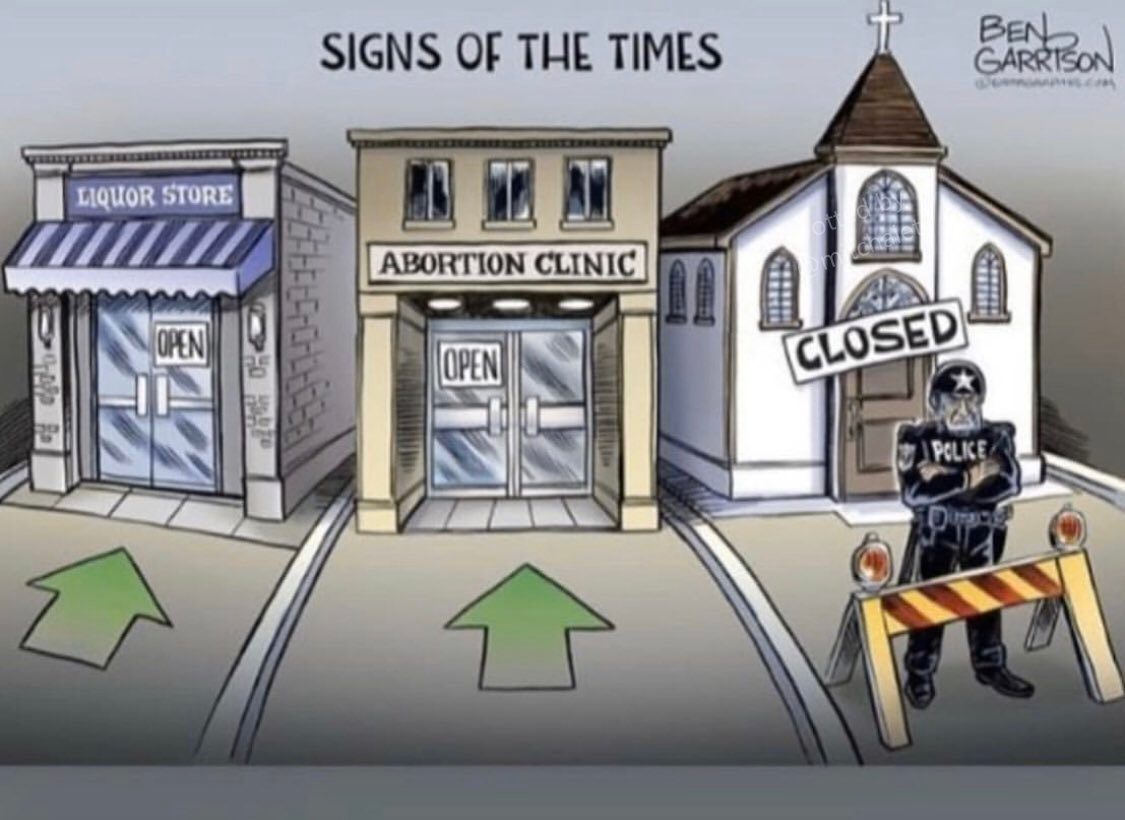 SIGNS OF THE TIMES
BEN
GARRISON
LIQUOR STORE
OPEN
ABORTION CLINIC
OPEN
CLOSED
POLICE